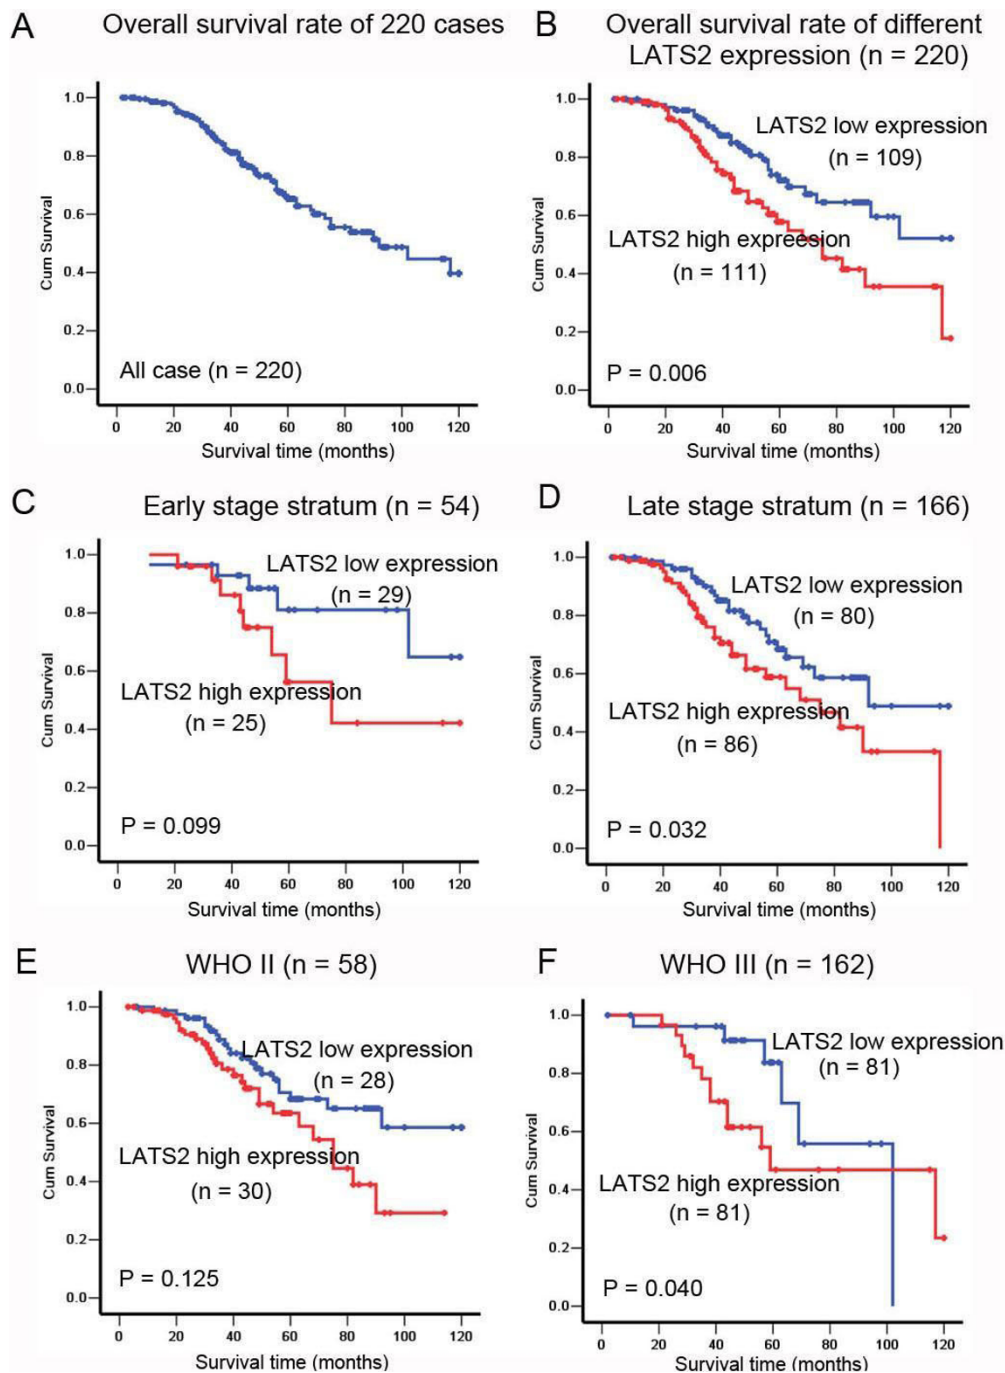 A
Overall survival rate of 220 cases
1.0
0.8
0.6
0.4
0.2
0.0
Cum Survival
All case (n = 220)
0 20 40 60 80 100 120
Survival time (months)
B
Overall survival rate of different
LATS2 expression (n = 220)
1.0
0.8
0.6
0.4
0.2
0.0
Cum Survival
LATS2 low expression
(n = 109)
LATS2 high expreesion
(n = 111)
P = 0.006
0 20 40 60 80 100 120
Survival time (months)
C
Early stage stratum (n = 54)
1.0
0.8
0.6
0.4
0.2
0.0
Cum Survival
LATS2 low expression
(n = 29)
LATS2 high expression
(n = 25)
P = 0.099
0 20 40 60 80 100 120
Survival time (months)
D
Late stage stratum (n = 166)
1.0
0.8
0.6
0.4
0.2
0.0
Cum Survival
LATS2 low expression
(n = 80)
LATS2 high expression
(n = 86)
P = 0.032
0 20 40 60 80 100 120
Survival time (months)
E
WHO II (n = 58)
1.0
0.8
0.6
0.4
0.2
0.0
Cum Survival
LATS2 low expression
(n = 28)
LATS2 high expression
(n = 30)
P = 0.125
0 20 40 60 80 100 120
Survival time (months)
F
WHO III (n = 162)
1.0
0.8
0.6
0.4
0.2
0.0
Cum Survival
LATS2 low expression
(n = 81)
LATS2 high expression
(n = 81)
P = 0.040
0 20 40 60 80 100 120
Survival time (months)